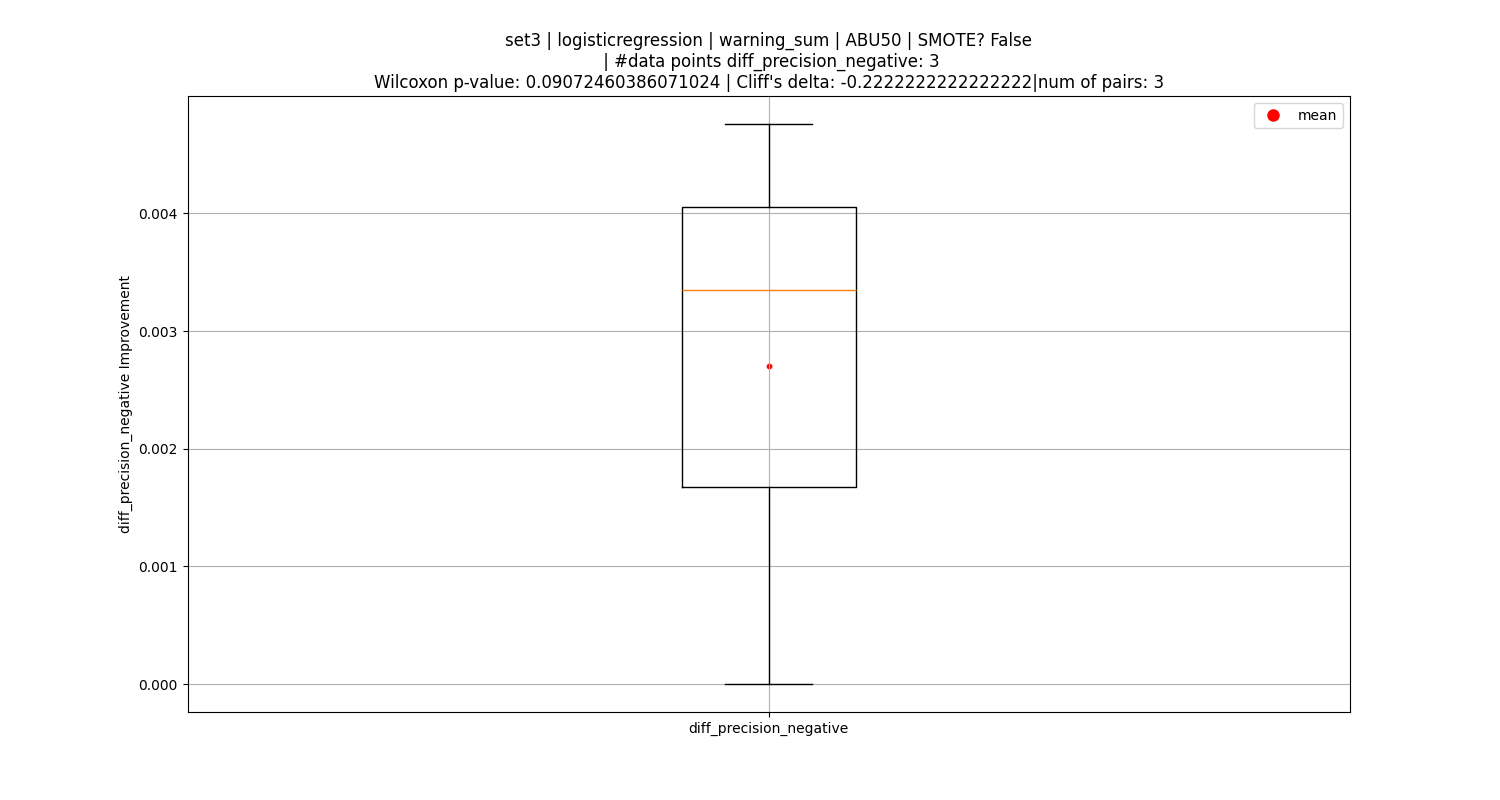 set3 | logisticregression | warning_sum | ABU50 | SMOTE? False
| #data points diff_precision_negative: 3
Wilcoxon p-value: 0.09072460386071024 | Cliff's delta: -0.2222222222222222|num of pairs: 3
mean
0.004
0.003
0.002
0.001
0.000
diff_precision_negative Improvement
diff_precision_negative